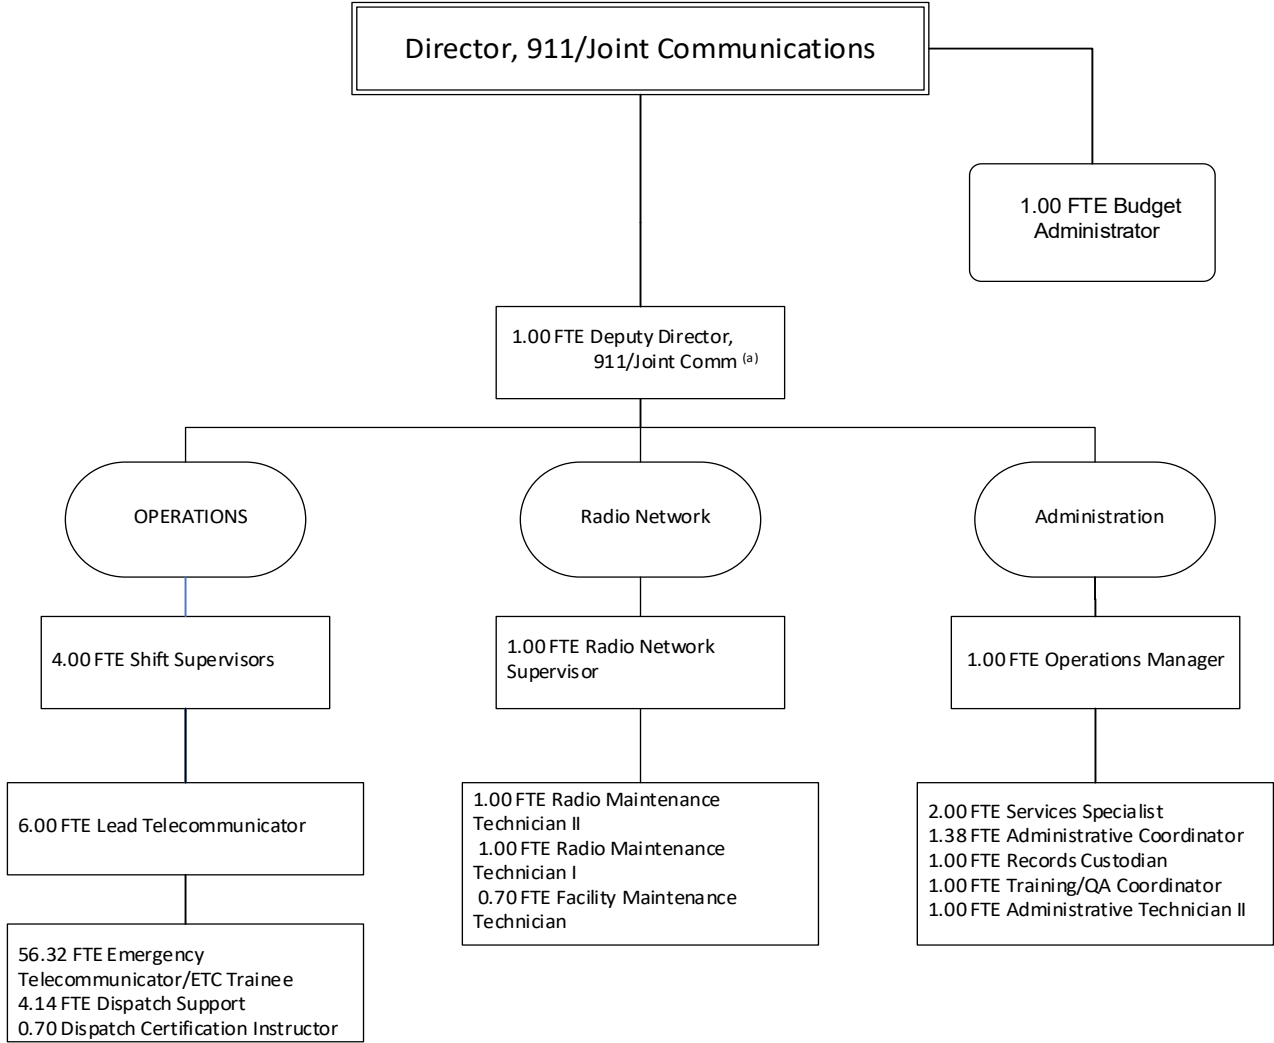 Director, 911/Joint Communications
1.00 FTE Budget
Administrator
1.00 FTE Deputy Director,
911/Joint Comm (a)
OPERATIONS
Radio Network
Administration
4.00 FTE Shift Supervisors
1.00 FTE Radio Network
Supervisor
1.00 FTE Operations Manager
6.00 FTE Lead Telecommunicator
1.00 FTE Radio Maintenance
Technician II
1.00 FTE Radio Maintenance
Technician I
0.70 FTE Facility Maintenance
Technician
2.00 FTE Services Specialist
1.38 FTE Administrative Coordinator
1.00 FTE Records Custodian
1.00 FTE Training/QA Coordinator
1.00 FTE Administrative Technician II
56.32 FTE Emergency
Telecommunicator/ETC Trainee
4.14 FTE Dispatch Support
0.70 Dispatch Certification Instructor